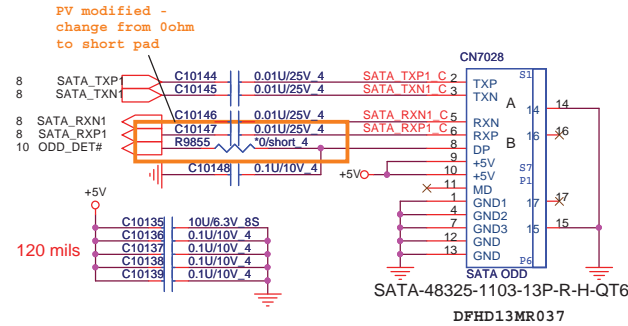 PV modified -
change from 0ohm
to short pad
CN7028
8 SATA_TXP1 C10144 0.01U/25V_4 SATA_TXP1_C 2 TXP S1
8 SATA_TXN1 C10145 0.01U/25V_4 SATA_TXN1_C 3 TXN
A 14 14
8 SATA_RXN1 C10146 0.01U/25V_4 SATA_RXN1_C 5 RXN
8 SATA_RXP1 C10147 0.01U/25V_4 SATA_RXP1_C 6 RXP B 16 16
10 ODD_DET# R9855 *0/short_4 8 DP
9 +5V
C10148 0.1U/10V_4 +5V 10 +5V S7
11 MD P1
1 GND1 17 17
4 GND2
7 GND3 15 15
12 GND
13 GND P6
+5V
120 mils
C10135 10U/6.3V_8S
C10136 0.1U/10V_4
C10137 0.1U/10V_4
C10138 0.1U/10V_4
C10139 0.1U/10V_4
SATA ODD
SATA-48325-1103-13P-R-H-QT6
DFHD13MR037